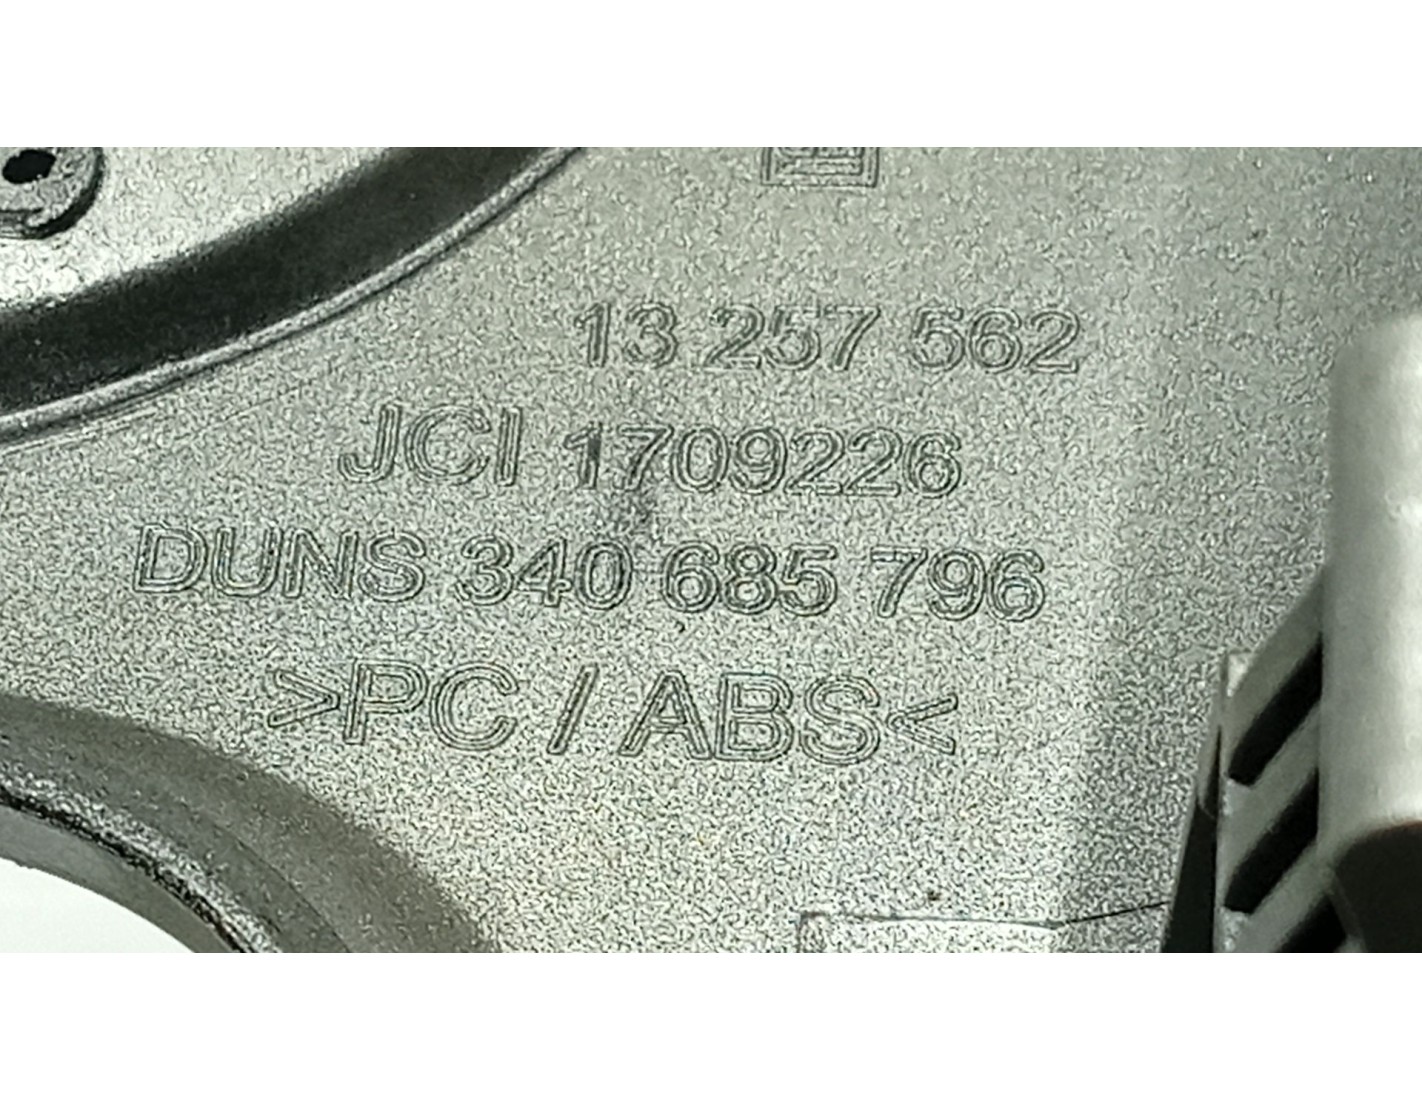 13 257 562
JCI 1709226
DUNS 340 685 796
>PC / ABS<